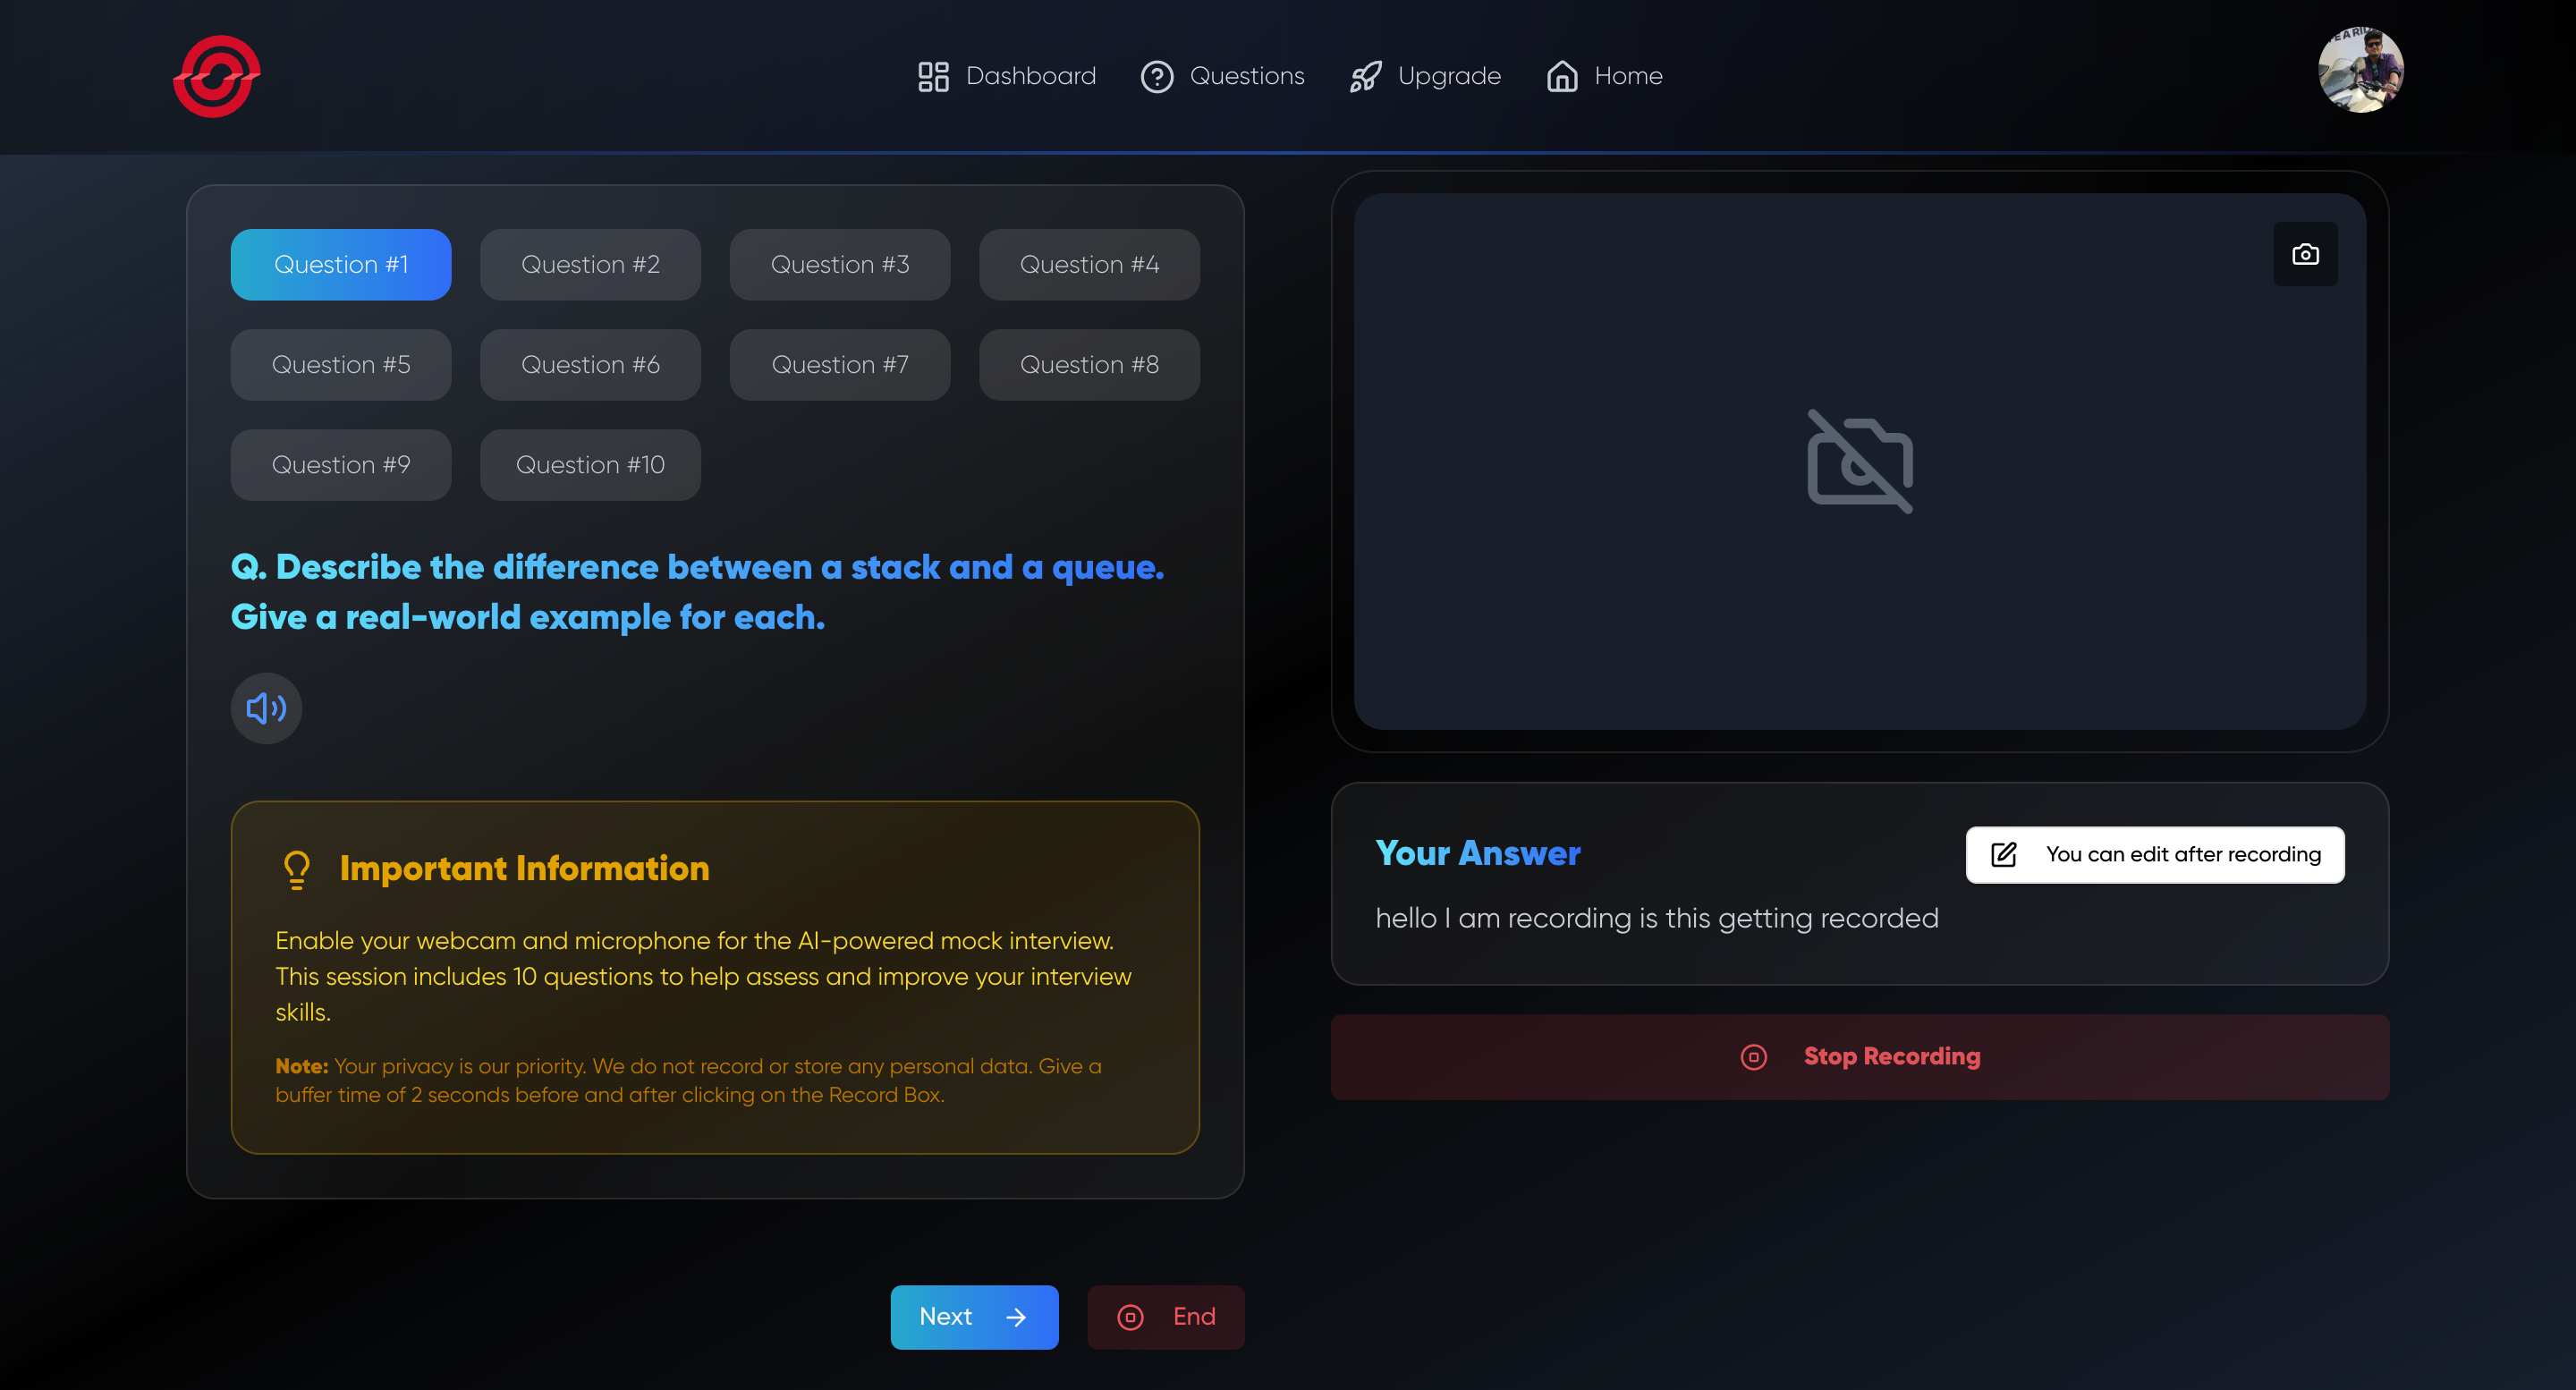 Dashboard
Questions
Upgrade
Home
Question #1
Question #2
Question #3
Question #4
Question #5
Question #6
Question #7
Question #8
Question #9
Question #10
Q. Describe the difference between a stack and a queue.
Give a real-world example for each.
Important Information
Enable your webcam and microphone for the AI-powered mock interview.
This session includes 10 questions to help assess and improve your interview
skills.
Note: Your privacy is our priority. We do not record or store any personal data. Give a
buffer time of 2 seconds before and after clicking on the Record Box.
Next
End
Your Answer
You can edit after recording
hello I am recording is this getting recorded
Stop Recording